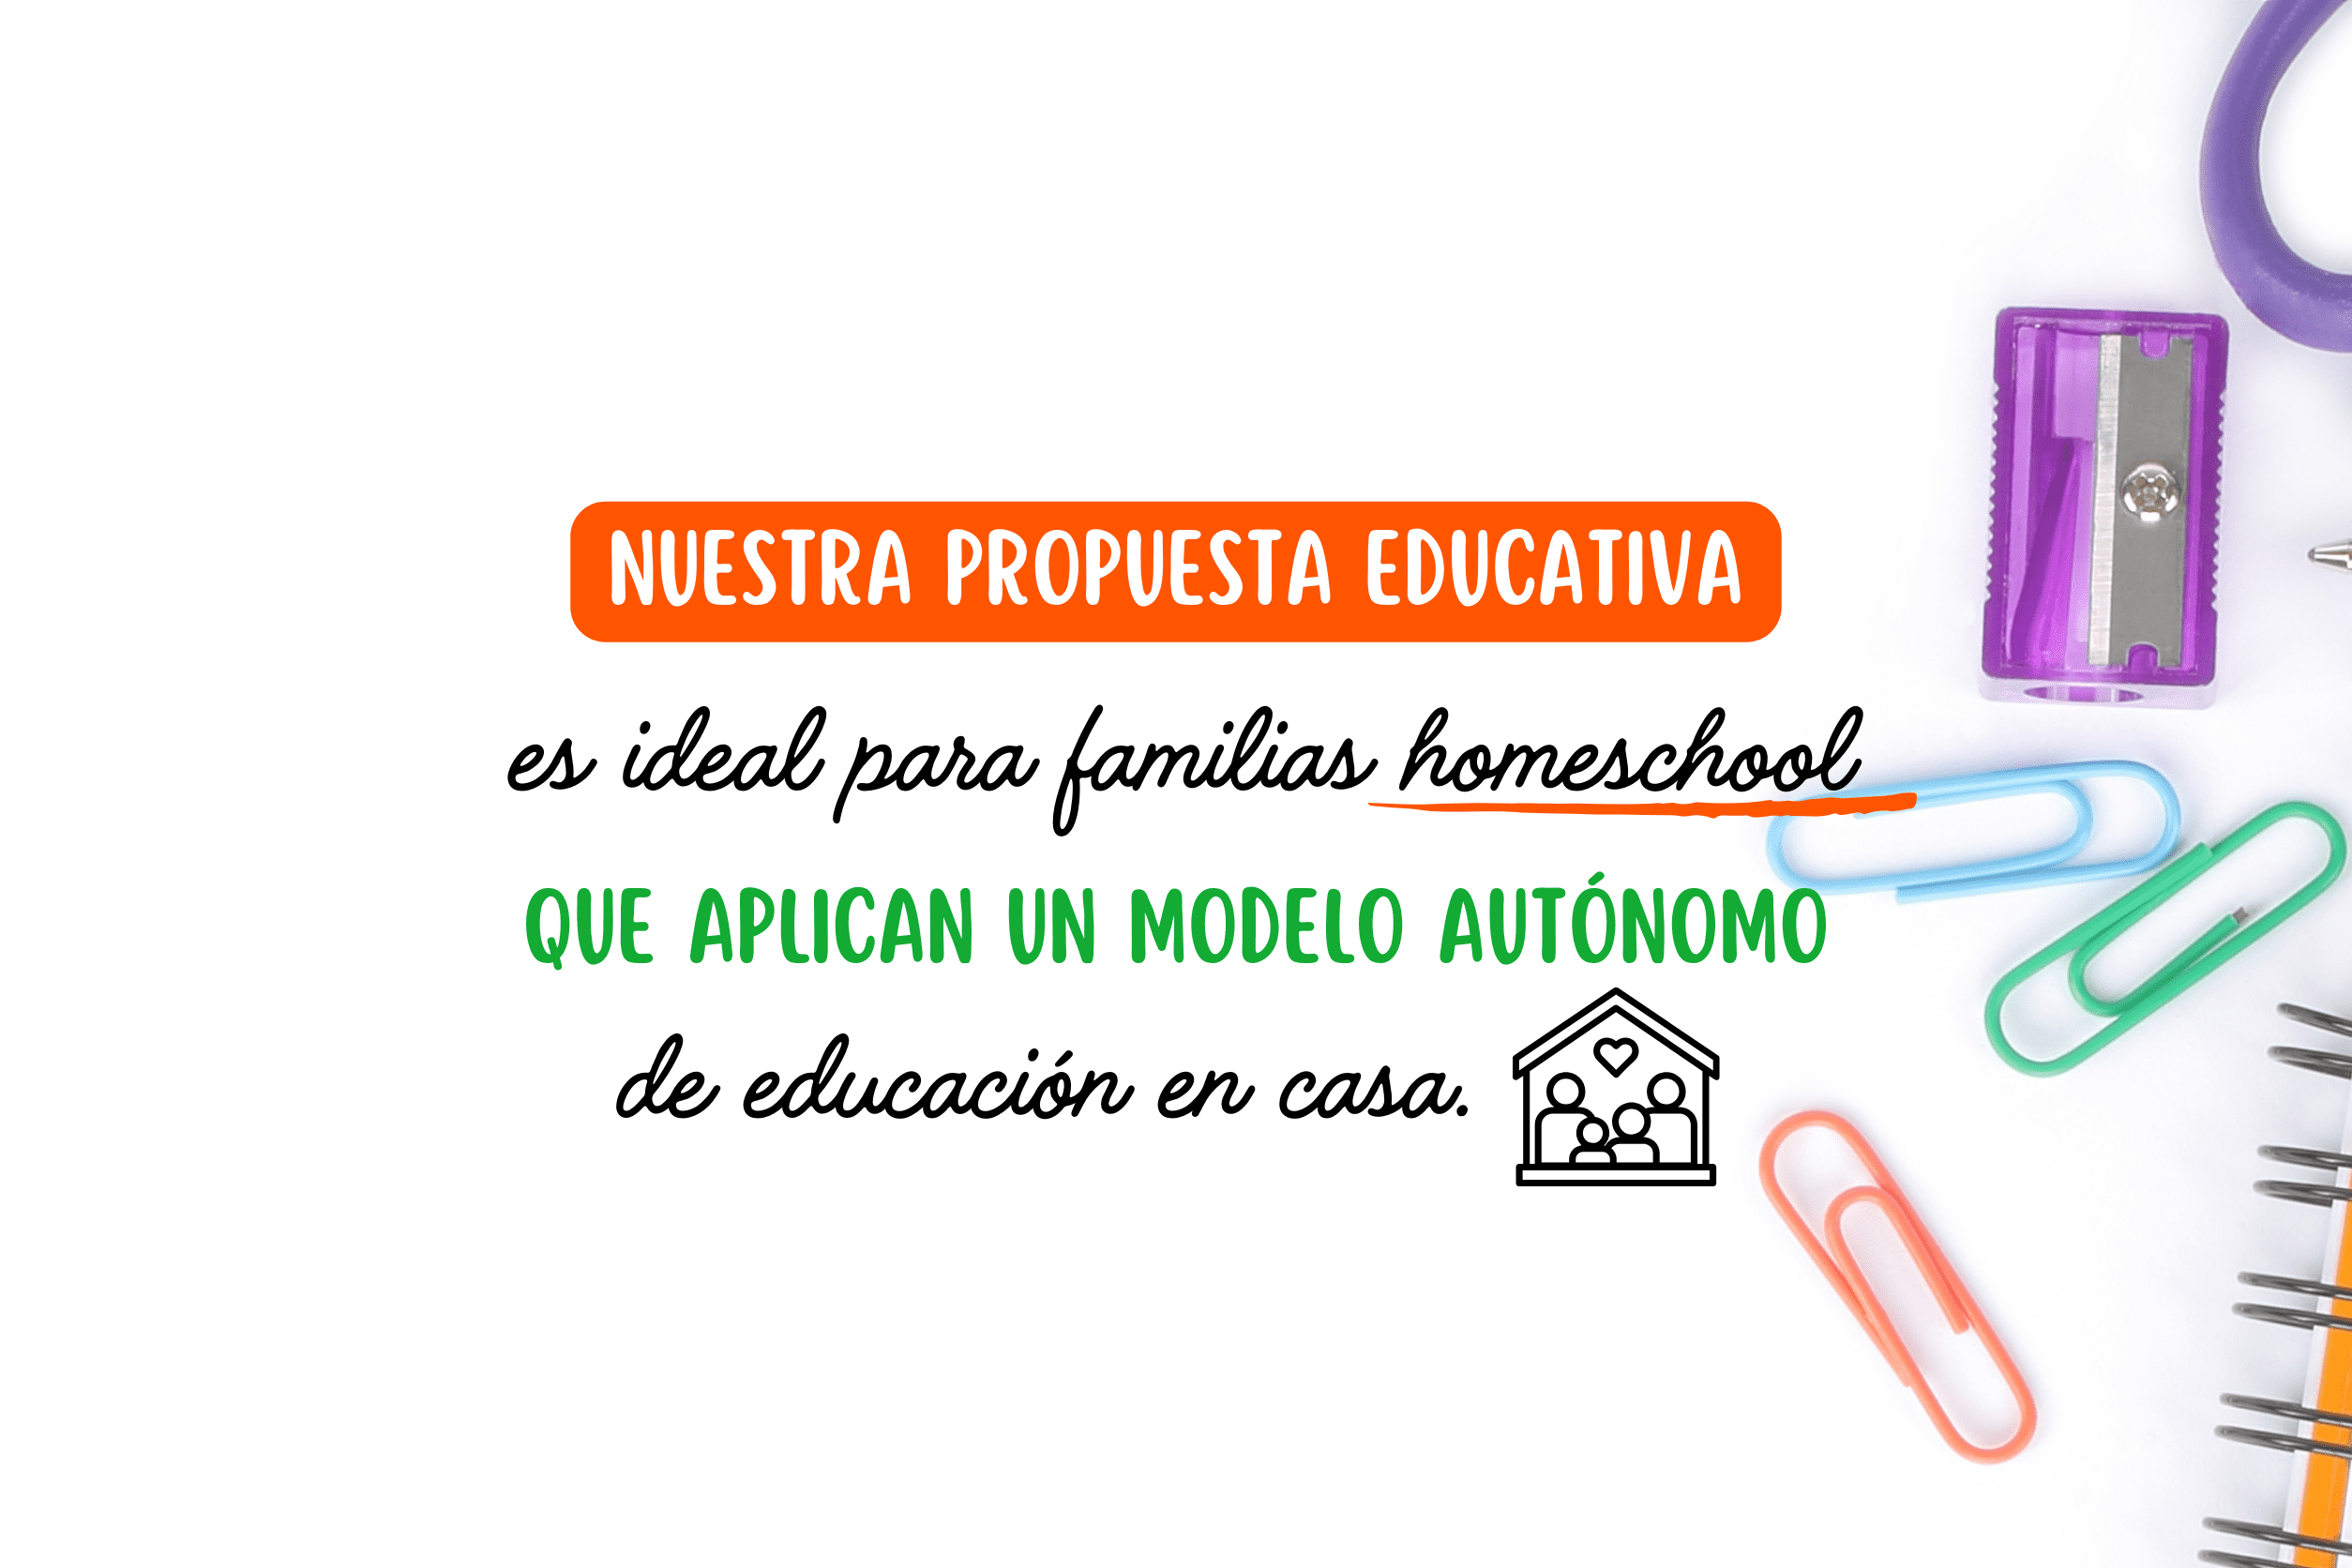 NUESTRA PROPUESTA EDUCATIVA
es ideal para familias homeschool
QUE APLICAN UN MODELO AUTÓNOMO
de educación en casa.